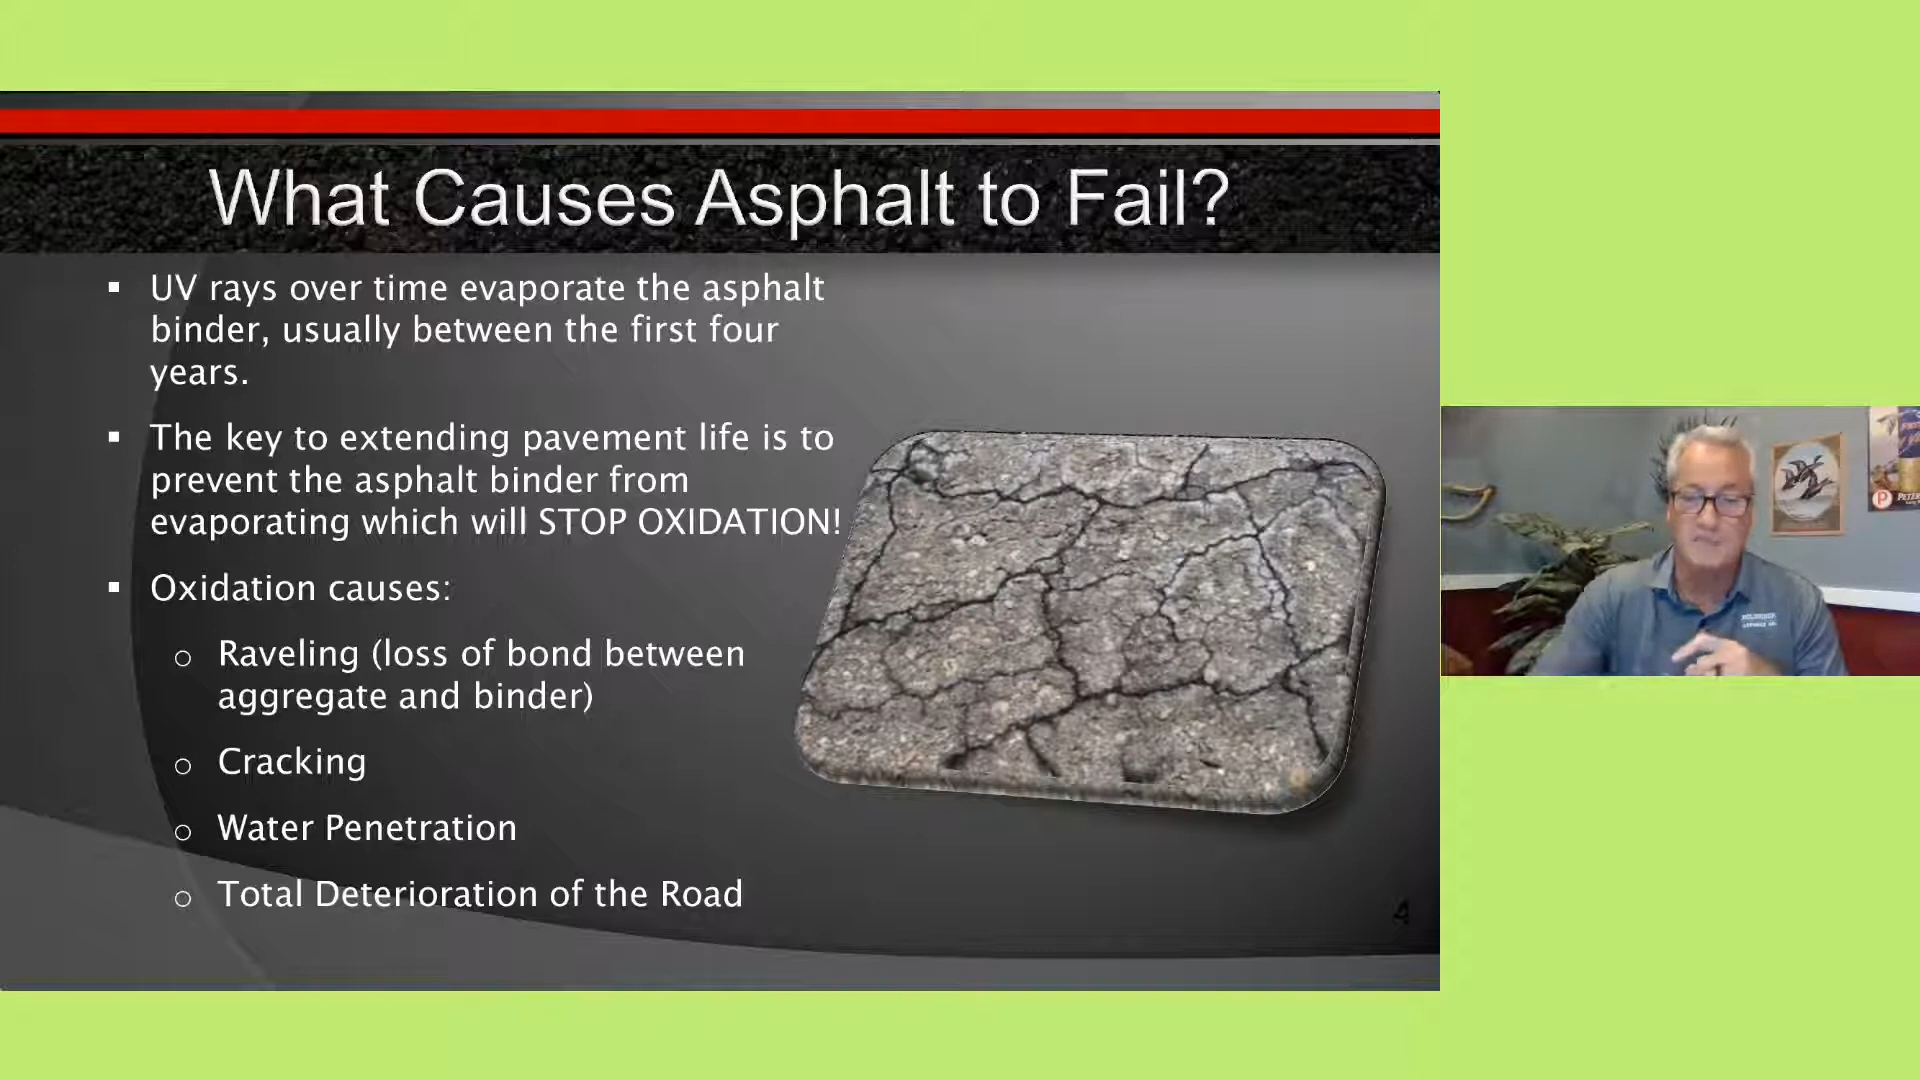 What Causes Asphalt to Fail?
▪ UV rays over time evaporate the asphalt
binder, usually between the first four
years.
▪ The key to extending pavement life is to
prevent the asphalt binder from
evaporating which will STOP OXIDATION!
▪ Oxidation causes:
o Raveling (loss of bond between
aggregate and binder)
o Cracking
o Water Penetration
o Total Deterioration of the Road
4